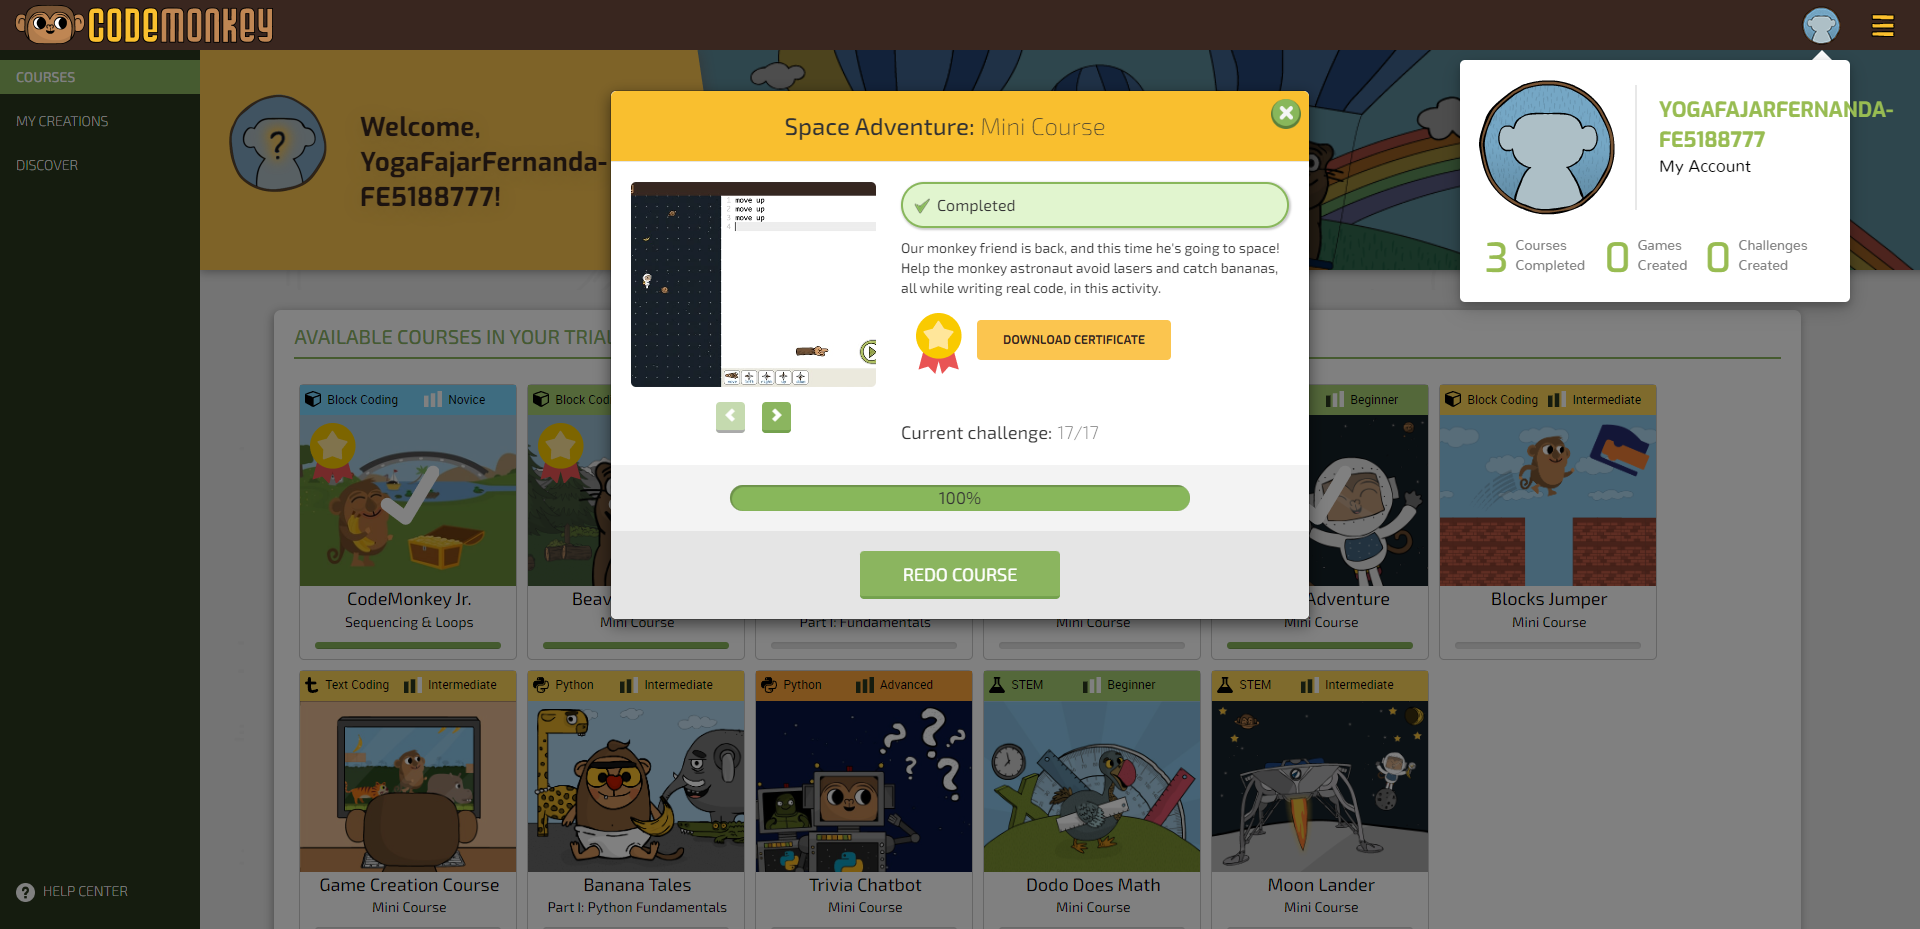 CODEMONKEY
COURSES
MY CREATIONS
DISCOVER
HELP CENTER
Welcome,
YogaFajarFernanda-
FE5188777!
YOGAFAJARFERNANDA-
FE5188777
My Account
3 Courses Completed
0 Games Created
0 Challenges Created
Space Adventure: Mini Course
move up
move up
move up
Completed
Our monkey friend is back, and this time he's going to space!
Help the monkey astronaut avoid lasers and catch bananas,
all while writing real code, in this activity.
DOWNLOAD CERTIFICATE
Current challenge: 17/17
100%
REDO COURSE
AVAILABLE COURSES IN YOUR TRIAL
Block Coding Novice
CodeMonkey Jr.
Sequencing & Loops
Block Cod
Beav
Mini Course
Part I: Fundamentals
Mini Course
Beginner
Adventure
Mini Course
Block Coding Intermediate
Blocks Jumper
Mini Course
Text Coding Intermediate
Game Creation Course
Mini Course
Python Intermediate
Banana Tales
Part I: Python Fundamentals
Python Advanced
Trivia Chatbot
Mini Course
STEM Beginner
Dodo Does Math
Mini Course
STEM Intermediate
Moon Lander
Mini Course